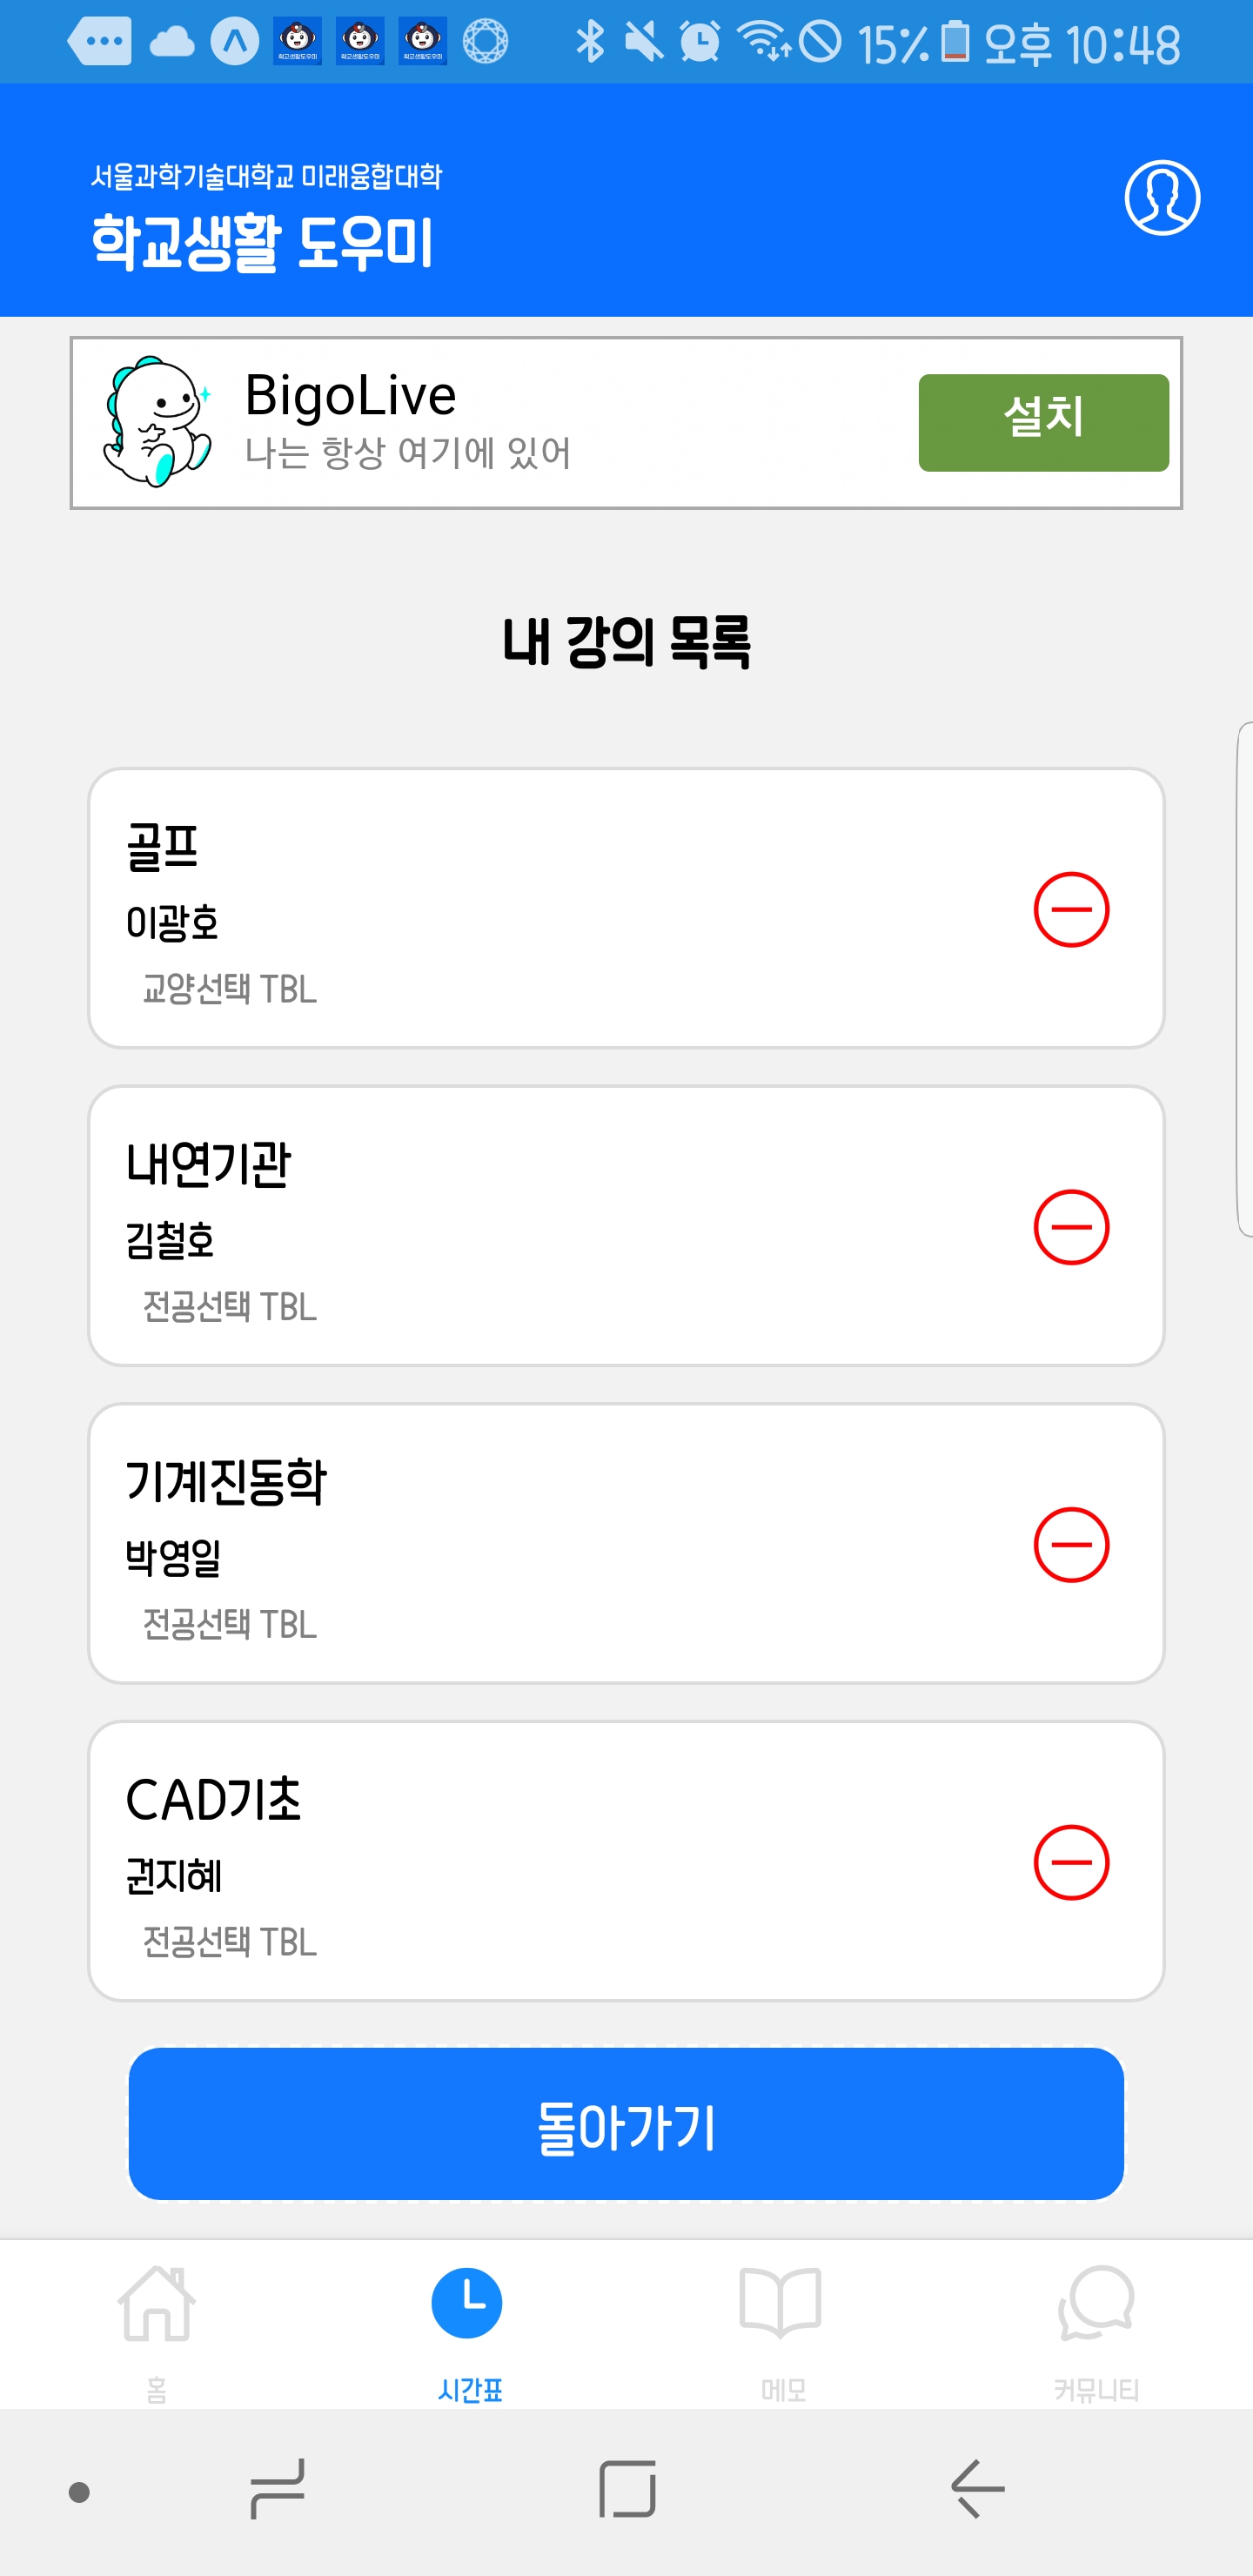 15% 오후 10:48
서울과학기술대학교 미래융합대학
학교생활 도우미
BigoLive
나는 항상 여기에 있어
설치
내 강의 목록
골프
이광호
교양선택 TBL
내연기관
김철호
전공선택 TBL
기계진동학
박영일
전공선택 TBL
CAD기초
권지혜
전공선택 TBL
돌아가기
홈 시간표 메모 커뮤니티